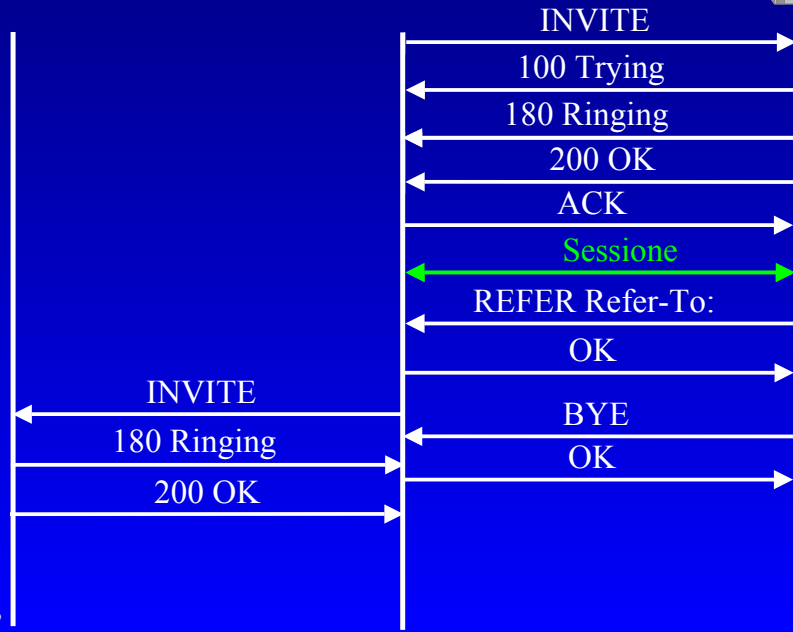 INVITE
100 Trying
180 Ringing
200 OK
ACK
Sessione
REFER Refer-To:
OK
INVITE
BYE
180 Ringing
OK
200 OK